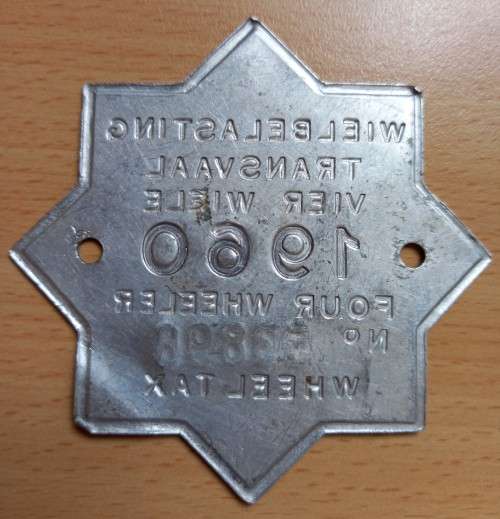 WIELBELASTING
TRANSVAAL
VIER WIELE
1960
FOUR WHEELER
Nº
WHEEL TAX